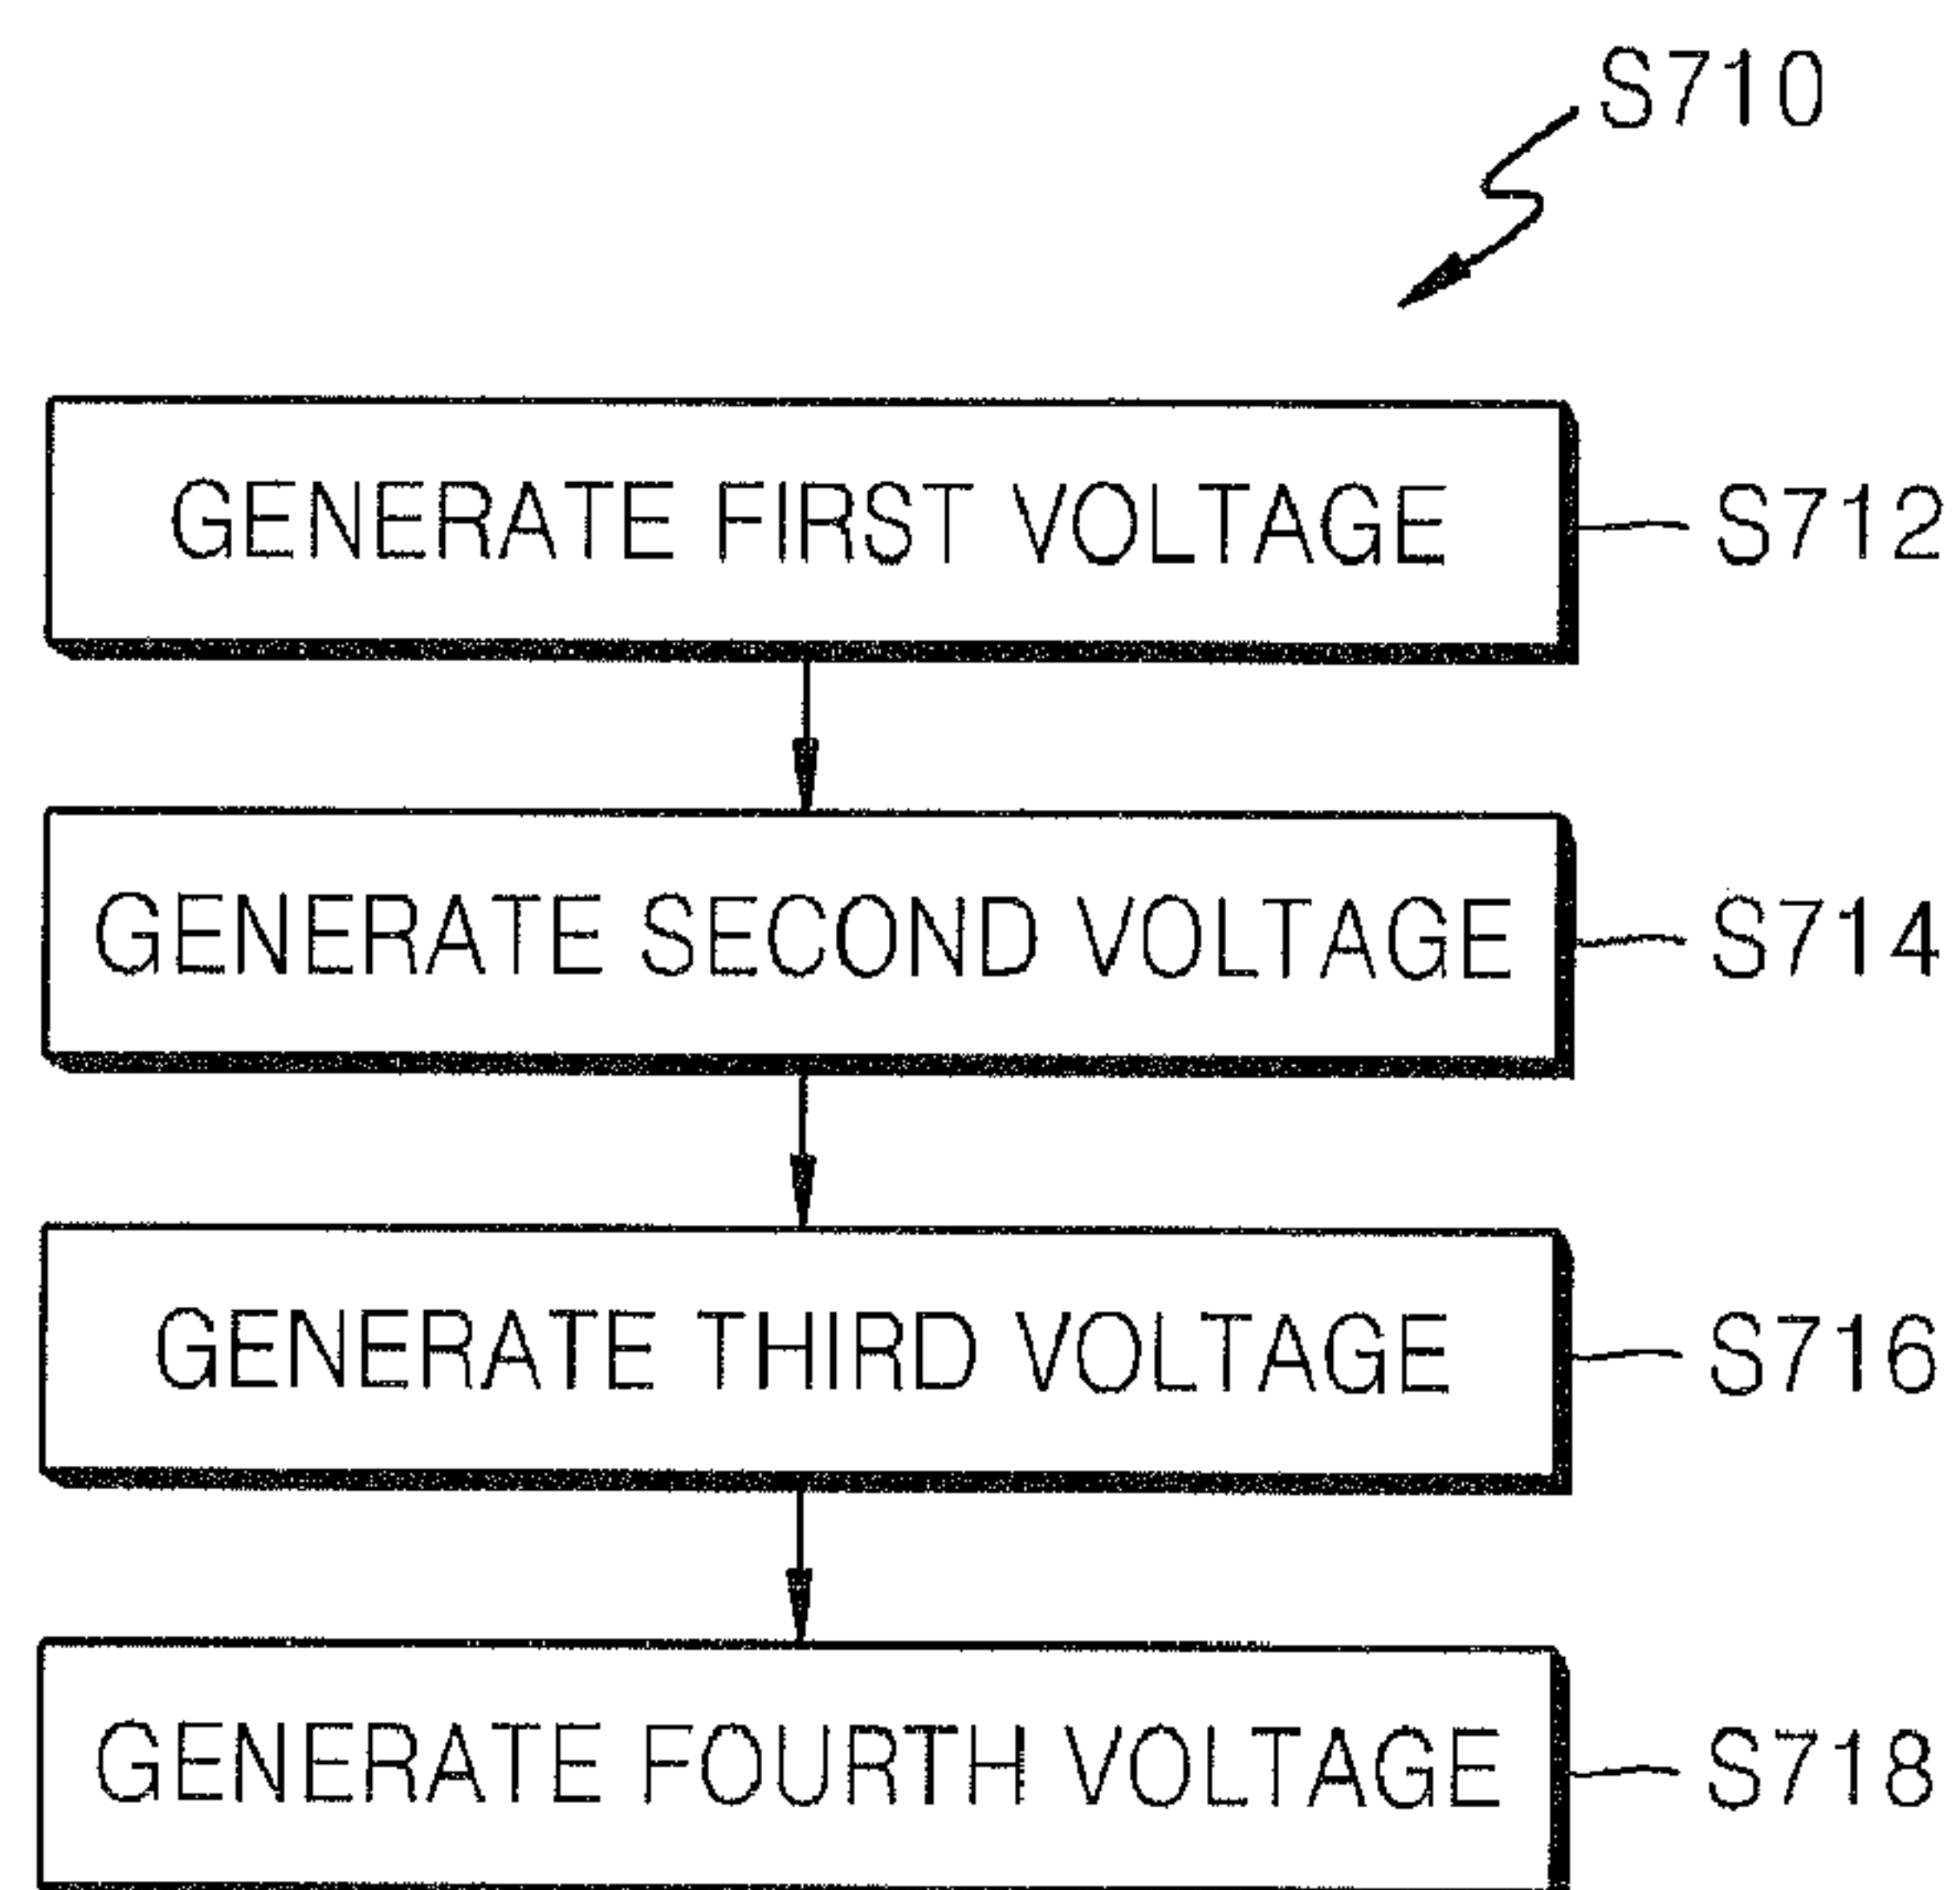 S710
GENERATE FIRST VOLTAGE
S712
GENERATE SECOND VOLTAGE
S714
GENERATE THIRD VOLTAGE
S716
GENERATE FOURTH VOLTAGE
S718